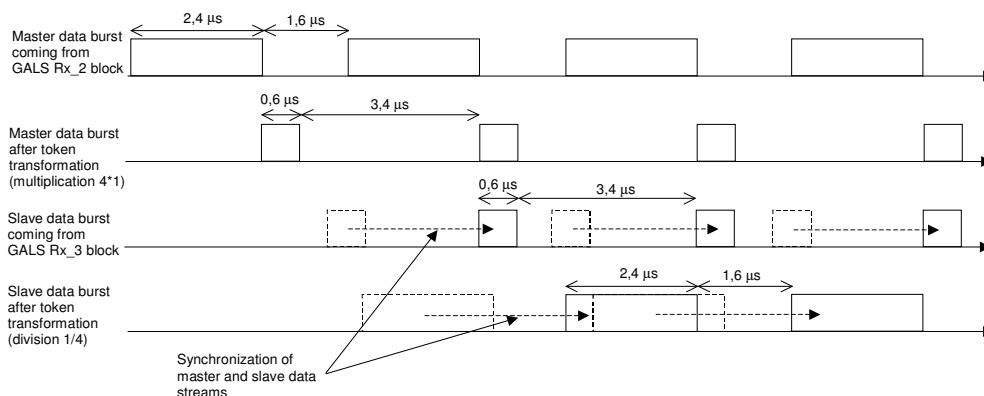 2,4 µs
1,6 µs
Master data burst
coming from
GALS Rx_2 block
0,6 µs
3,4 µs
Master data burst
after token
transformation
(multiplication 4*1)
0,6 µs
3,4 µs
Slave data burst
coming from
GALS Rx_3 block
2,4 µs
1,6 µs
Slave data burst
after token
transformation
(division 1/4)
Synchronization of
master and slave data
streams